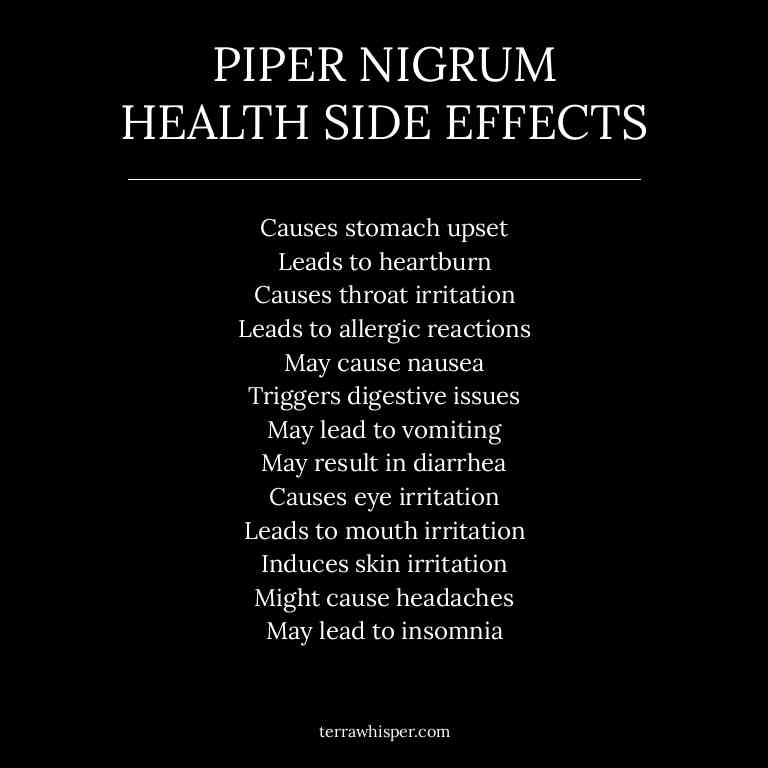 PIPER NIGRUM
HEALTH SIDE EFFECTS
Causes stomach upset
Leads to heartburn
Causes throat irritation
Leads to allergic reactions
May cause nausea
Triggers digestive issues
May lead to vomiting
May result in diarrhea
Causes eye irritation
Leads to mouth irritation
Induces skin irritation
Might cause headaches
May lead to insomnia
terrawhisper.com